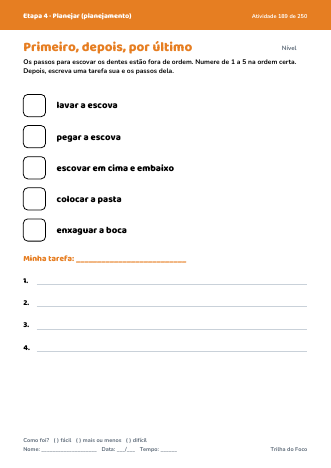 Etapa 4 · Planejar (planejamento)
Atividade 189 de 250
Primeiro, depois, por último
Nível
Os passos para escovar os dentes estão fora de ordem. Numere de 1 a 5 na ordem certa.
Depois, escreva uma tarefa sua e os passos dela.
lavar a escova
pegar a escova
escovar em cima e embaixo
colocar a pasta
enxaguar a boca
Minha tarefa: ___________________________
1.
2.
3.
4.
Como foi? ( ) fácil ( ) mais ou menos ( ) difícil
Nome: ____________________ Data: ___/___ Tempo: ______
Trilha do Foco